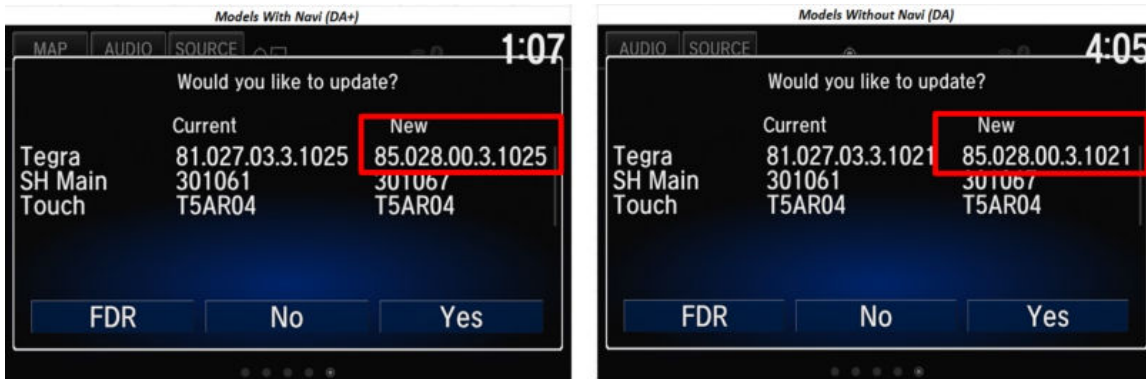 Models With Navi (DA+)
MAP AUDIO SOURCE 1:07
Would you like to update?
Current New
Tegra 81.027.03.3.1025 85.028.00.3.1025
SH Main 301061 301067
Touch T5AR04 T5AR04
FDR No Yes
Models Without Navi (DA)
AUDIO SOURCE 4:05
Would you like to update?
Current New
Tegra 81.027.03.3.1021 85.028.00.3.1021
SH Main 301061 301067
Touch T5AR04 T5AR04
FDR No Yes